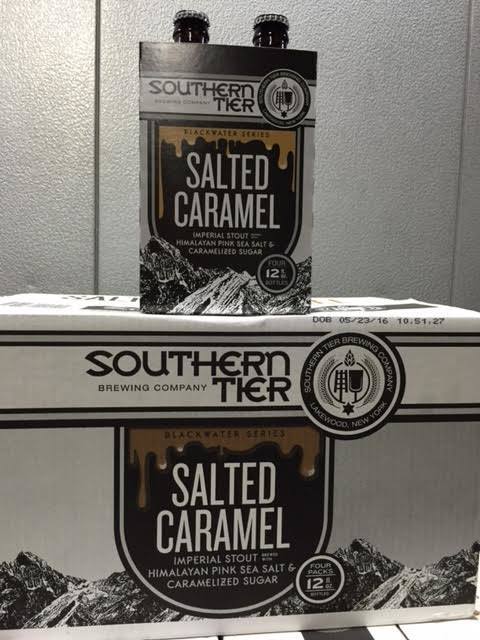 SOUTHERN
BREWING COMPANY TIER
BLACKWATER SERIES
SALTED
CARAMEL
IMPERIAL STOUT
HIMALAYAN PINK SEA SALT &
CARAMELIZED SUGAR
FOUR
12 FL. OZ.
BOTTLES
DOB 05/23/16 10.51.27
SOUTHERN
BREWING COMPANY TIER
SOUTHERN TIER BREWING COMPANY
LAKEWOOD, NEW YORK
BLACKWATER SERIES
SALTED
CARAMEL
IMPERIAL STOUT BREWED WITH
HIMALAYAN PINK SEA SALT &
CARAMELIZED SUGAR
FOUR
PACKS
12 FL. OZ.
BOTTLES